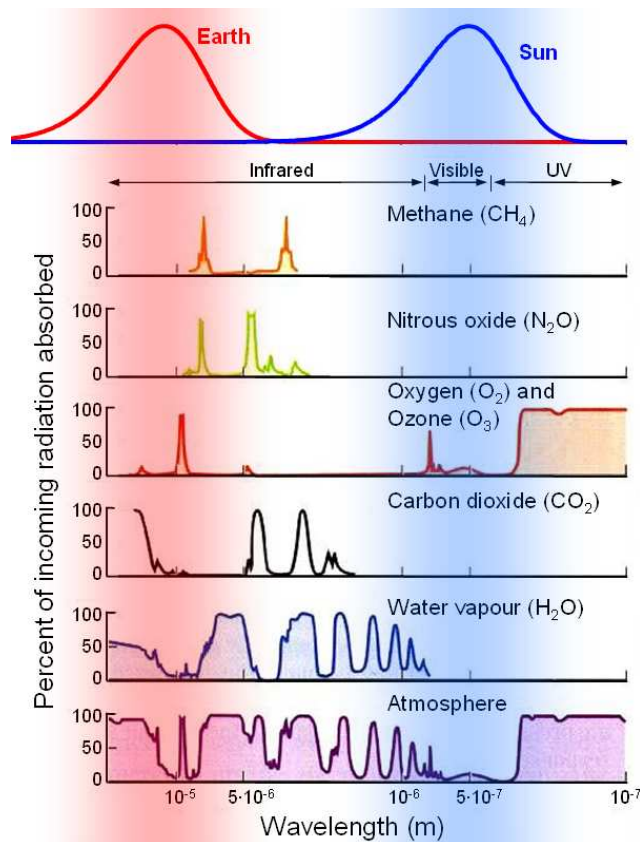 Earth
Sun
Infrared
Visible
UV
Percent of incoming radiation absorbed
100
50
0
Methane (CH₄)
100
50
0
Nitrous oxide (N₂O)
100
50
0
Oxygen (O₂) and
Ozone (O₃)
100
50
0
Carbon dioxide (CO₂)
100
50
0
Water vapour (H₂O)
100
50
0
Atmosphere
10⁻⁵ 5·10⁻⁶ 10⁻⁶ 5·10⁻⁷ 10⁻⁷
Wavelength (m)